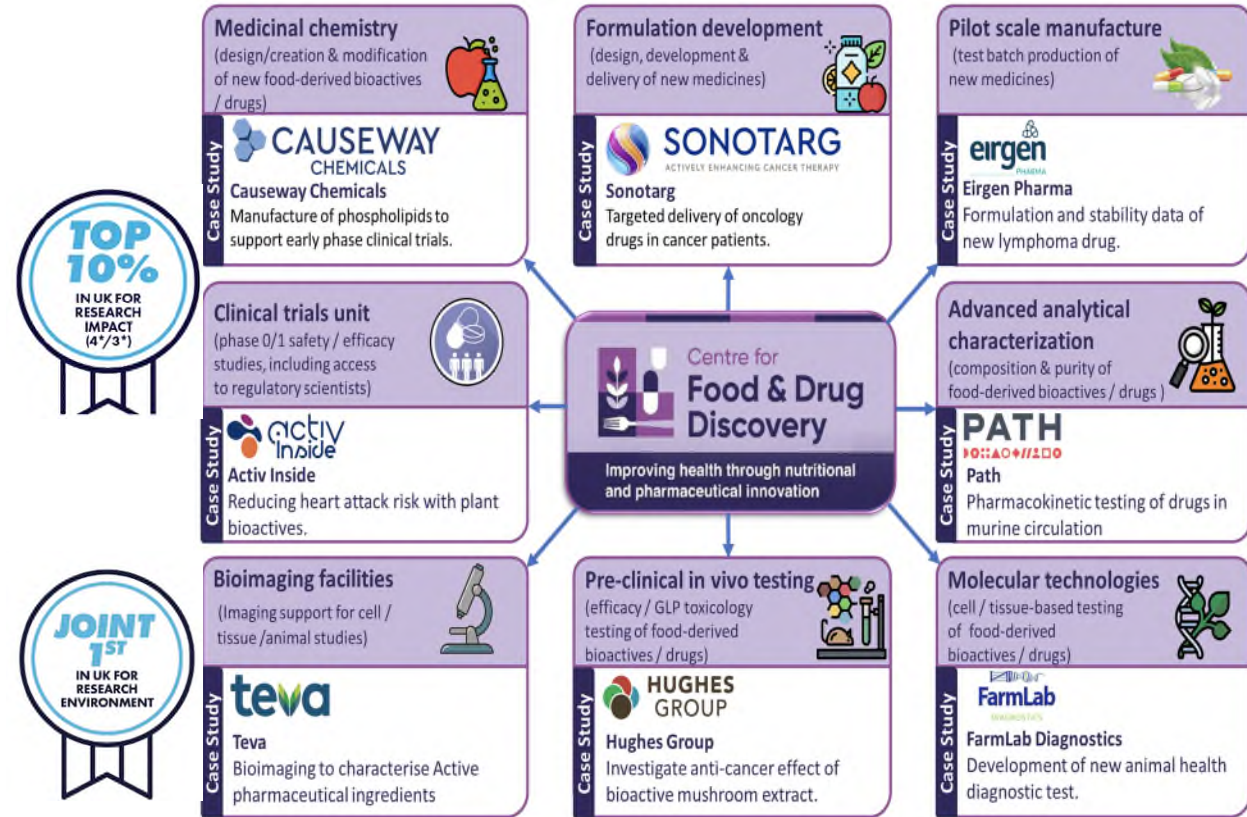 Medicinal chemistry
(design/creation & modification
of new food-derived bioactives
/ drugs)
Case Study
CAUSEWAY
CHEMICALS
Causeway Chemicals
Manufacture of phospholipids to
support early phase clinical trials.
Formulation development
(design, development &
delivery of new medicines)
Case Study
SONOTARG
ACTIVELY ENHANCING CANCER THERAPY
Sonotarg
Targeted delivery of oncology
drugs in cancer patients.
Pilot scale manufacture
(test batch production of
new medicines)
Case Study
eirgen
PHARMA
Eirgen Pharma
Formulation and stability data of
new lymphoma drug.
TOP
10%
IN UK FOR
RESEARCH
IMPACT
(4*/3*)
Clinical trials unit
(phase 0/1 safety / efficacy
studies, including access
to regulatory scientists)
Case Study
activ
inside
Activ Inside
Reducing heart attack risk with plant
bioactives.
Centre for
Food & Drug
Discovery
Improving health through nutritional
and pharmaceutical innovation
Advanced analytical
characterization
(composition & purity of
food-derived bioactives / drugs )
Case Study
PATH
Path
Pharmacokinetic testing of drugs in
murine circulation
JOINT
1ST
IN UK FOR
RESEARCH
ENVIRONMENT
Bioimaging facilities
(Imaging support for cell /
tissue /animal studies)
Case Study
teva
Teva
Bioimaging to characterise Active
pharmaceutical ingredients
Pre-clinical in vivo testing
(efficacy / GLP toxicology
testing of food-derived
bioactives / drugs)
Case Study
HUGHES
GROUP
Hughes Group
Investigate anti-cancer effect of
bioactive mushroom extract.
Molecular technologies
(cell / tissue-based testing
of food-derived
bioactives / drugs)
Case Study
FarmLab
DIAGNOSTICS
FarmLab Diagnostics
Development of new animal health
diagnostic test.